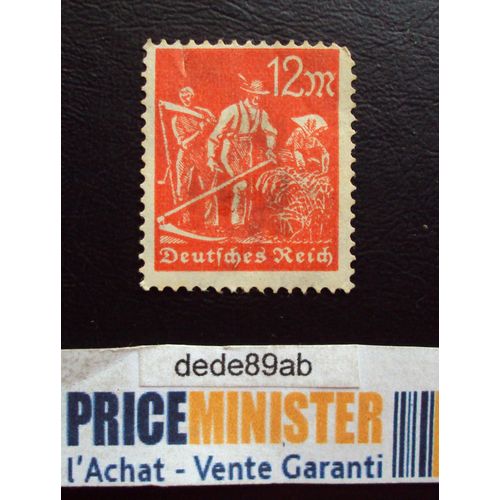 12M
Deutsches Reich
dede89ab
PRICEMINISTER
l'Achat - Vente Garanti